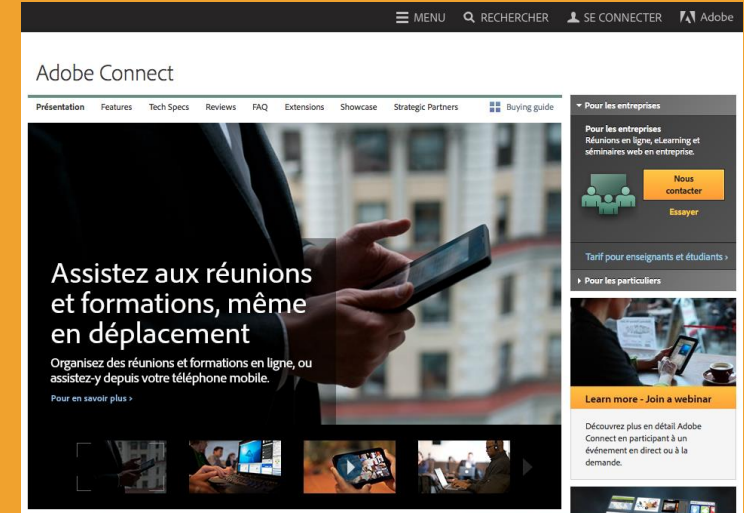 MENU RECHERCHER SE CONNECTER Adobe
Adobe Connect
Présentation Features Tech Specs Reviews FAQ Extensions Showcase Strategic Partners Buying guide
Assistez aux réunions
et formations, même
en déplacement
Organisez des réunions et formations en ligne, ou
assistez-y depuis votre téléphone mobile.
Pour en savoir plus ›
Pour les entreprises
Pour les entreprises
Réunions en ligne, eLearning et
séminaires web en entreprise.
Nous
contacter
Essayer
Tarif pour enseignants et étudiants ›
Pour les particuliers
Learn more - Join a webinar
Découvrez plus en détail Adobe
Connect en participant à un
événement en direct ou à la
demande.